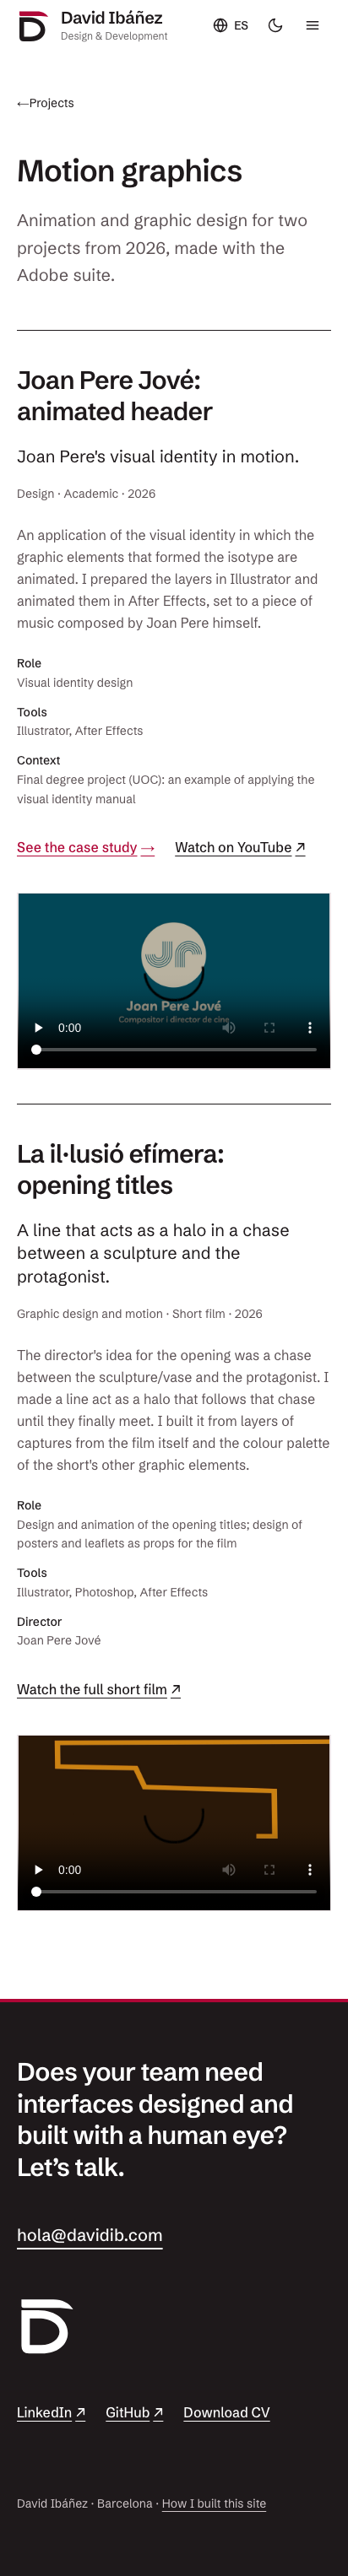 David Ibáñez
Design & Development
ES
←Projects
Motion graphics
Animation and graphic design for two
projects from 2026, made with the
Adobe suite.
Joan Pere Jové:
animated header
Joan Pere's visual identity in motion.
Design · Academic · 2026
An application of the visual identity in which the
graphic elements that formed the isotype are
animated. I prepared the layers in Illustrator and
animated them in After Effects, set to a piece of
music composed by Joan Pere himself.
Role
Visual identity design
Tools
Illustrator, After Effects
Context
Final degree project (UOC): an example of applying the
visual identity manual
See the case study → Watch on YouTube ↗
Jr
Joan Pere Jové
Compositor i director de cine
0:00
La il·lusió efímera:
opening titles
A line that acts as a halo in a chase
between a sculpture and the
protagonist.
Graphic design and motion · Short film · 2026
The director's idea for the opening was a chase
between the sculpture/vase and the protagonist. I
made a line act as a halo that follows that chase
until they finally meet. I built it from layers of
captures from the film itself and the colour palette
of the short's other graphic elements.
Role
Design and animation of the opening titles; design of
posters and leaflets as props for the film
Tools
Illustrator, Photoshop, After Effects
Director
Joan Pere Jové
Watch the full short film ↗
0:00
Does your team need
interfaces designed and
built with a human eye?
Let’s talk.
hola@davidib.com
LinkedIn ↗ GitHub ↗ Download CV
David Ibáñez · Barcelona · How I built this site